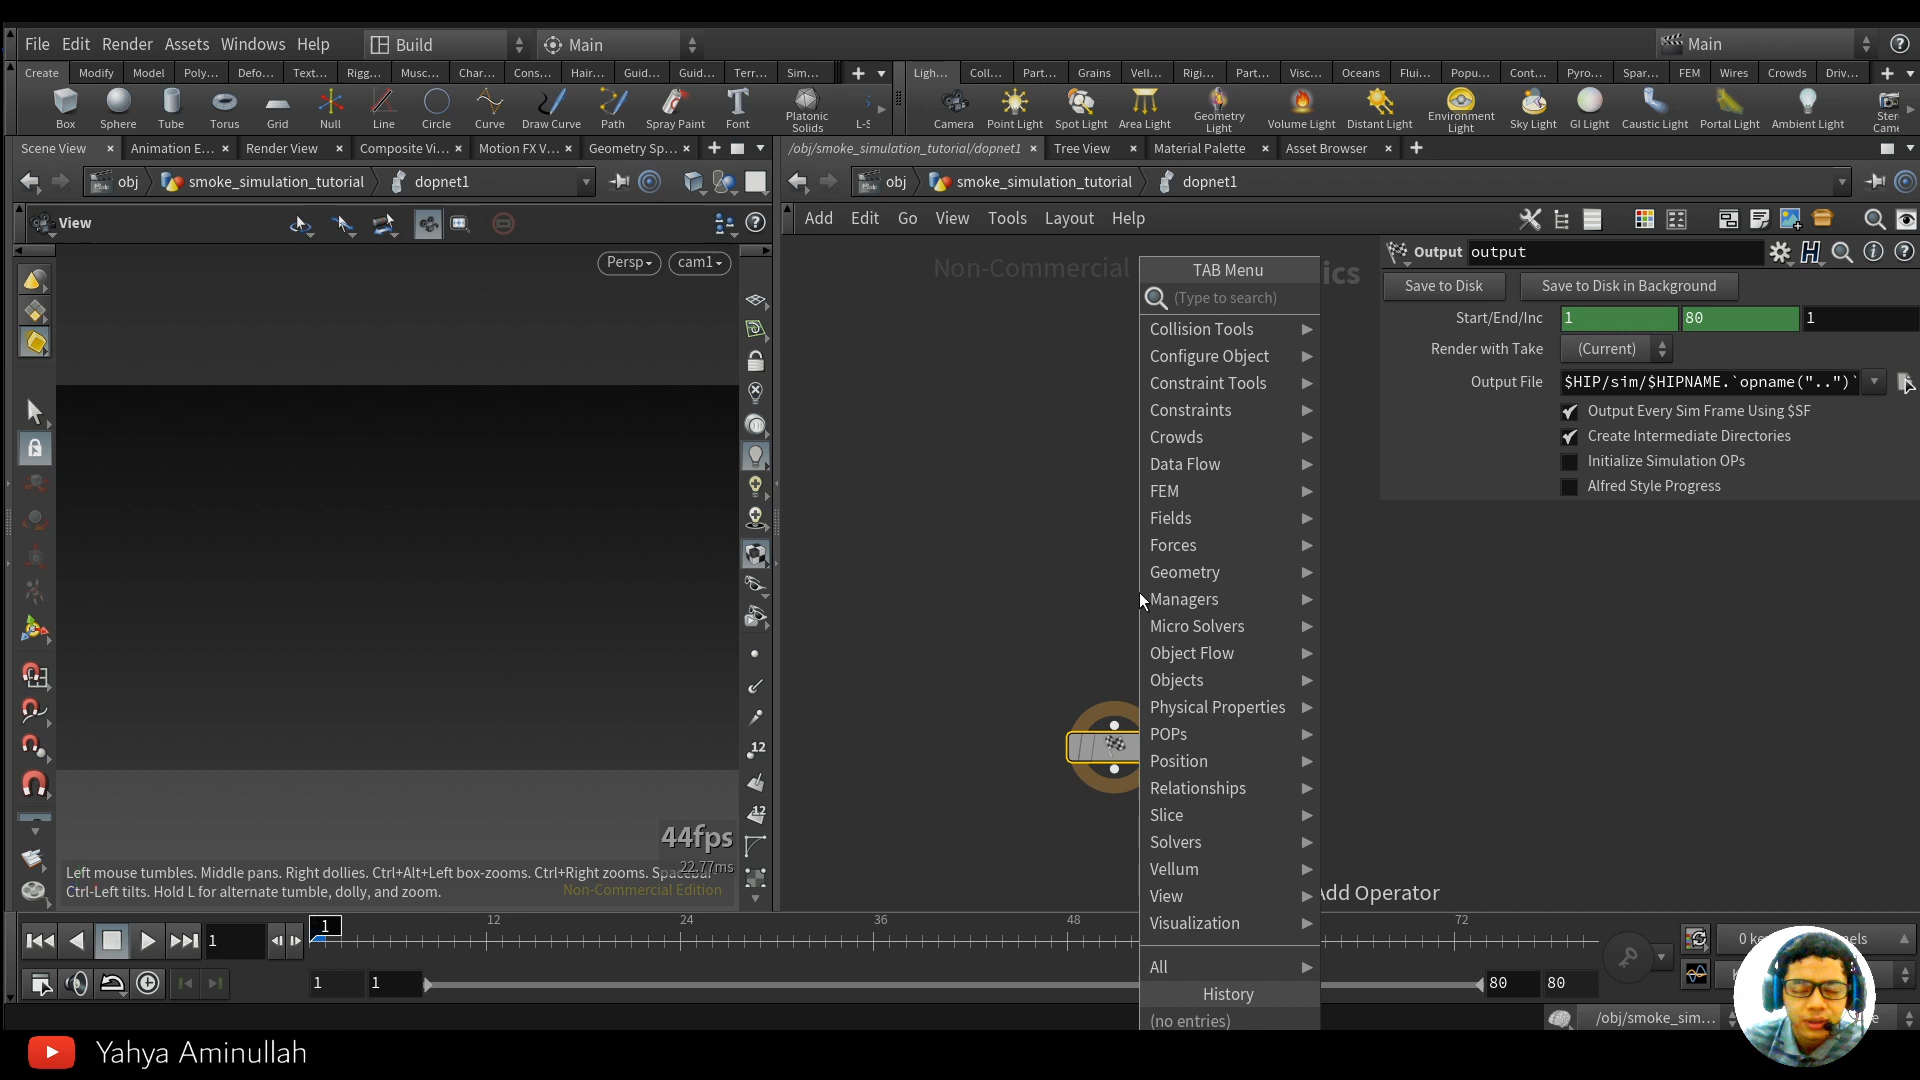 File Edit Render Assets Windows Help Build Main Main
Create Modify Model Poly... Defo... Text... Rigg... Musc... Char... Cons... Hair... Guid... Guid... Terr... Sim... Ligh... Coll... Part... Grains Vell... Rigi... Part... Visc... Oceans Flui... Popu... Cont... Pyro... Spar... FEM Wires Crowds Driv...
Box Sphere Tube Torus Grid Null Line Circle Curve Draw Curve Path Spray Paint Font Platonic Solids L-S Camera Point Light Spot Light Area Light Geometry Light Volume Light Distant Light Environment Light Sky Light GI Light Caustic Light Portal Light Ambient Light Ster Came
Scene View Animation E... Render View Composite Vi... Motion FX V... Geometry Sp... /obj/smoke_simulation_tutorial/dopnet1 Tree View Material Palette Asset Browser
obj smoke_simulation_tutorial dopnet1 obj smoke_simulation_tutorial dopnet1
View
Add Edit Go View Tools Layout Help
Persp cam1
Non-Commercial
ics
TAB Menu
(Type to search)
Collision Tools
Configure Object
Constraint Tools
Constraints
Crowds
Data Flow
FEM
Fields
Forces
Geometry
Managers
Micro Solvers
Object Flow
Objects
Physical Properties
POPs
Position
Relationships
Slice
Solvers
Vellum
View
Visualization
All
History
(no entries)
Output output
Save to Disk Save to Disk in Background
Start/End/Inc 1 80 1
Render with Take (Current)
Output File $HIP/sim/$HIPNAME.`opname("..")`
Output Every Sim Frame Using $SF
Create Intermediate Directories
Initialize Simulation OPs
Alfred Style Progress
12
12
44fps
22.77ms
Left mouse tumbles. Middle pans. Right dollies. Ctrl+Alt+Left box-zooms. Ctrl+Right zooms. Spacebar-
Ctrl-Left tilts. Hold L for alternate tumble, dolly, and zoom.
Non-Commercial Edition
Add Operator
1 1 12 24 36 48 72
1 1 80 80
/obj/smoke_sim...
Yahya Aminullah